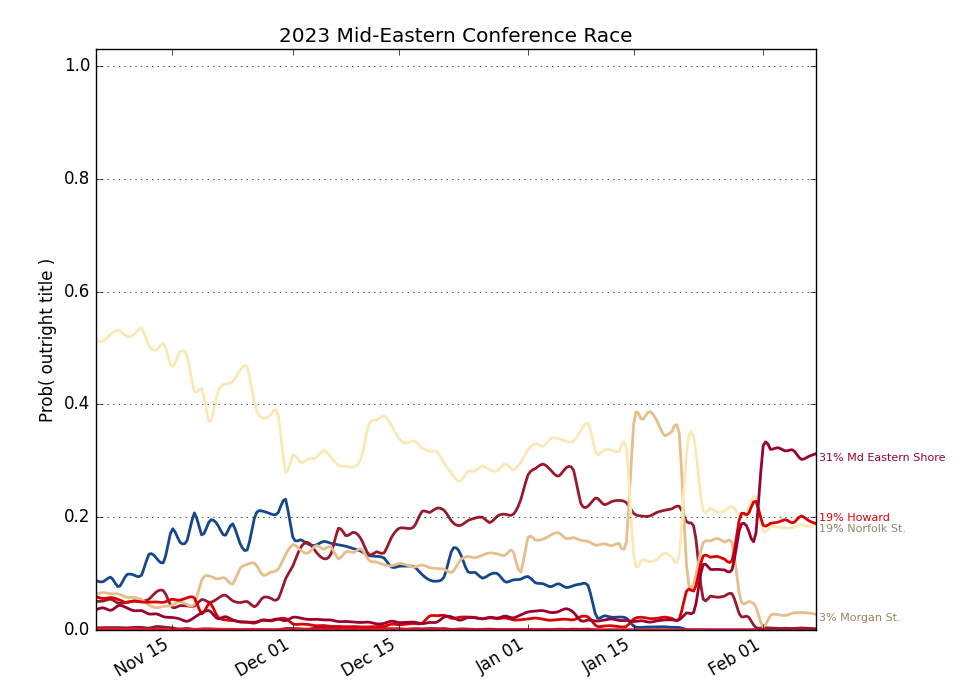 2023 Mid-Eastern Conference Race
Prob( outright title )
1.0
0.8
0.6
0.4
0.2
0.0
Nov 15
Dec 01
Dec 15
Jan 01
Jan 15
Feb 01
31% Md Eastern Shore
19% Howard
19% Norfolk St.
3% Morgan St.